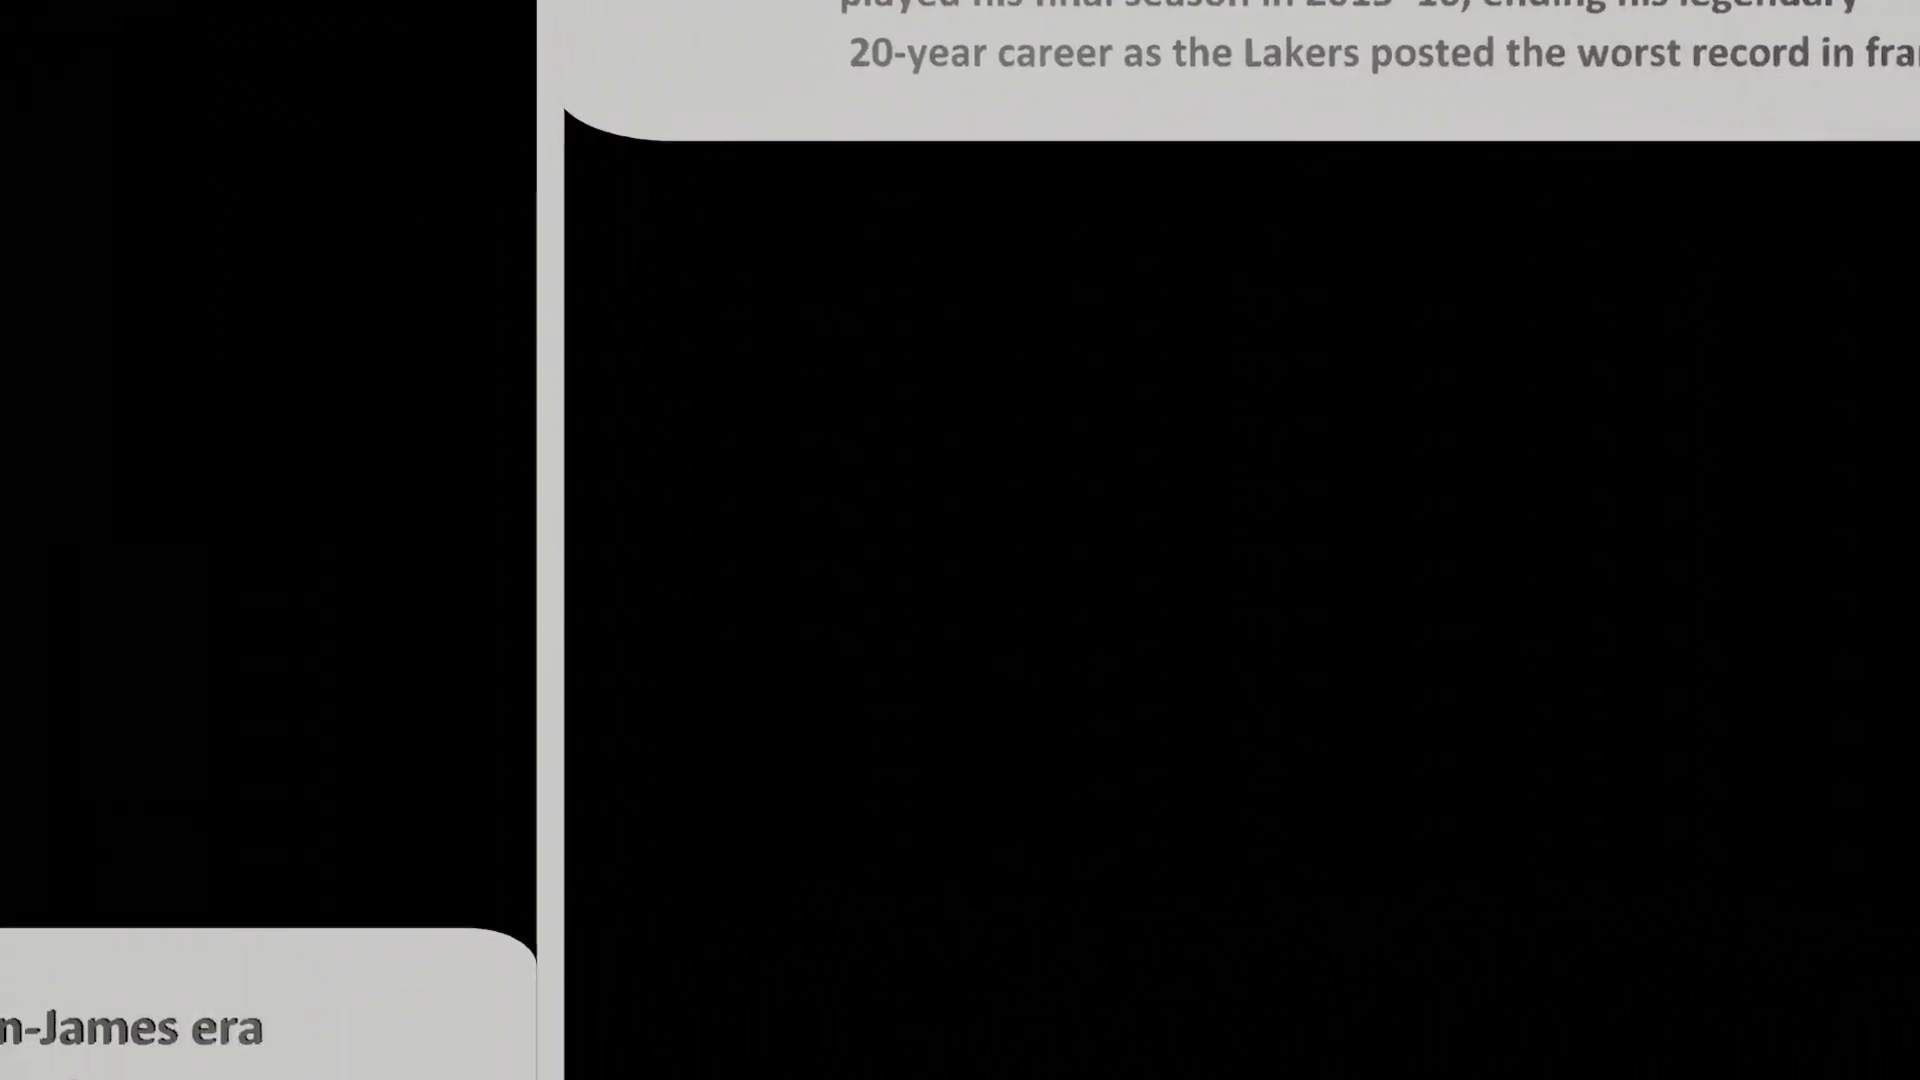 played his final season in 2015–16, ending his legendary
20-year career as the Lakers posted the worst record in
n-James era